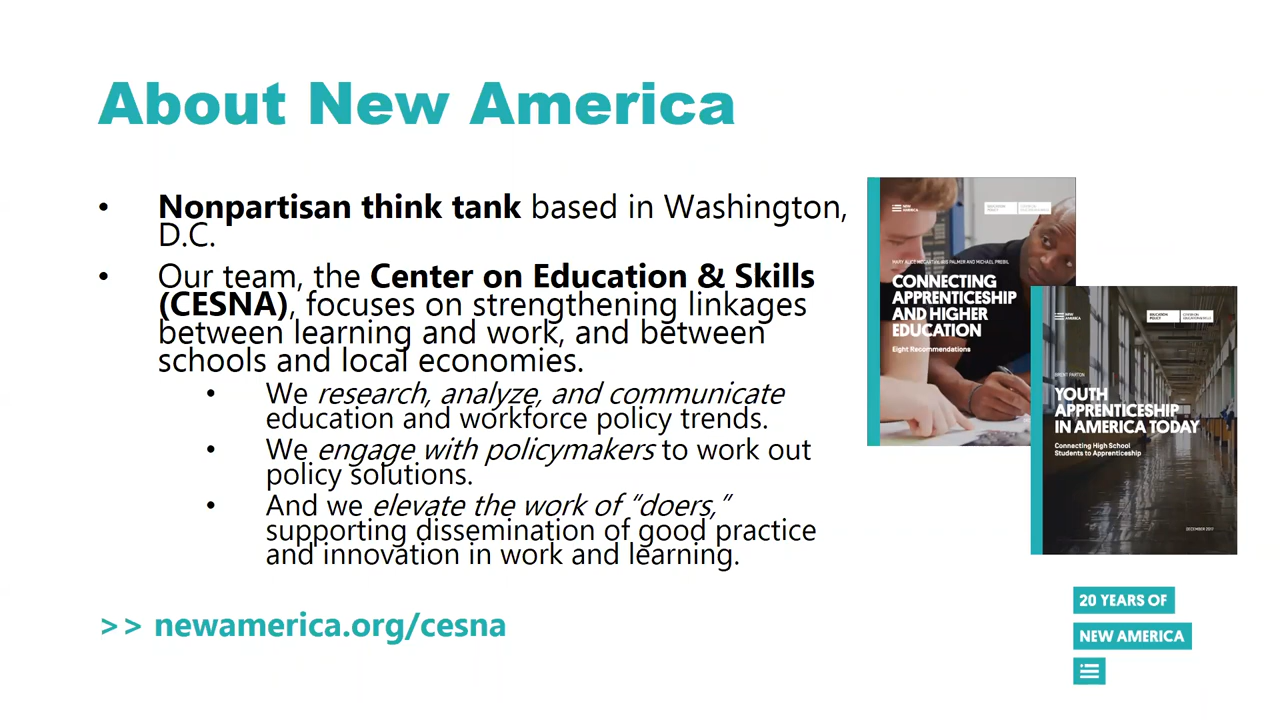 About New America
• Nonpartisan think tank based in Washington,
D.C.
• Our team, the Center on Education & Skills
(CESNA), focuses on strengthening linkages
between learning and work, and between
schools and local economies.
• We research, analyze, and communicate
education and workforce policy trends.
• We engage with policymakers to work out
policy solutions.
• And we elevate the work of “doers,”
supporting dissemination of good practice
and innovation in work and learning.
>> newamerica.org/cesna
NEW
AMERICA
CONNECTING
APPRENTICESHIP
AND HIGHER
EDUCATION
Eight Recommendations
NEW
AMERICA
EDUCATION
POLICY
BRENT PARTON
YOUTH
APPRENTICESHIP
IN AMERICA TODAY
Connecting High School
Students to Apprenticeship
DECEMBER 2017
20 YEARS OF
NEW AMERICA